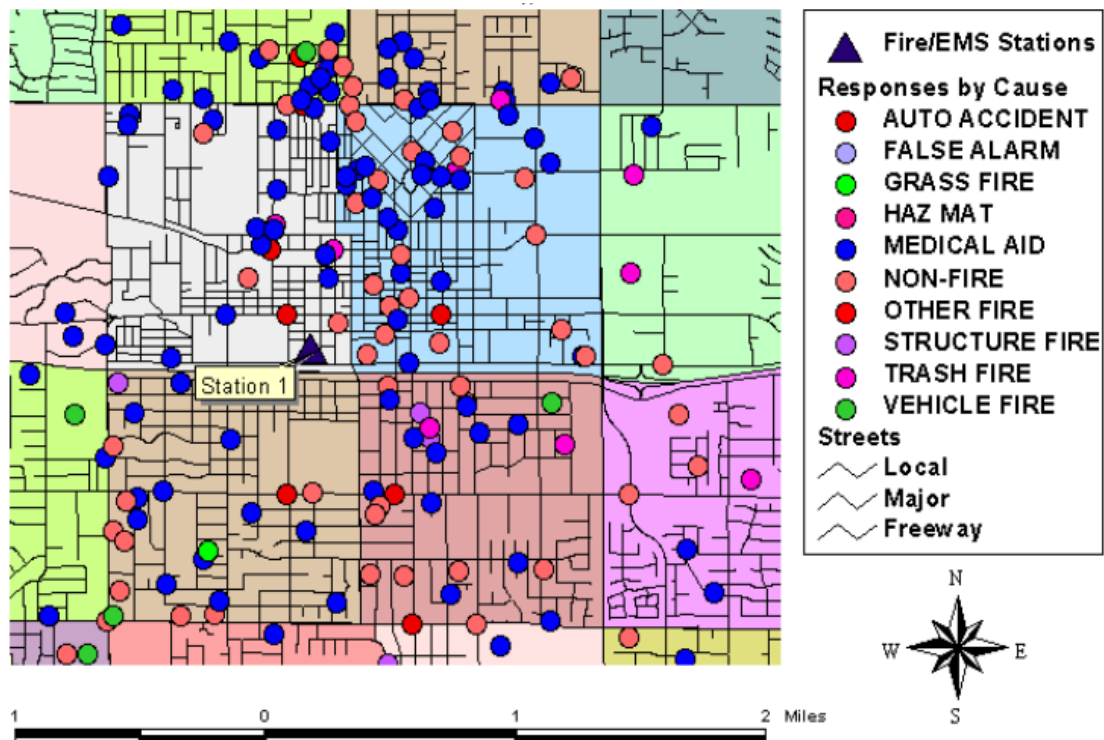 Fire/EMS Stations
Responses by Cause
AUTO ACCIDENT
FALSE ALARM
GRASS FIRE
HAZ MAT
MEDICAL AID
NON-FIRE
OTHER FIRE
STRUCTURE FIRE
TRASH FIRE
VEHICLE FIRE
Streets
Local
Major
Freeway
Station 1
N
W E
S
1 0 1 2 Miles